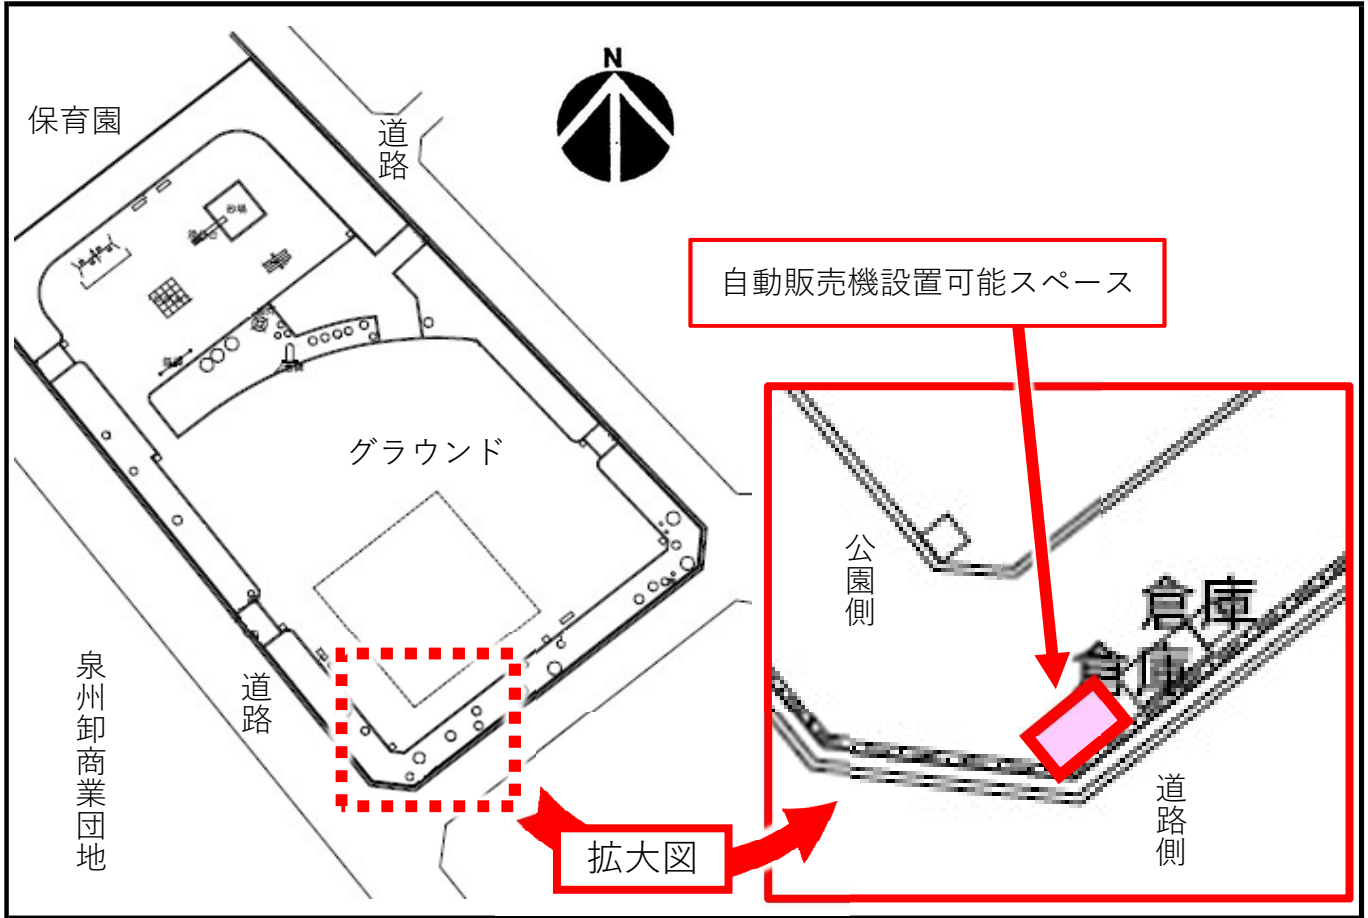 N
保育園
道路
砂場
自動販売機設置可能スペース
グラウンド
公園側
倉庫
倉庫
泉州卸商業団地
道路
道路側
拡大図